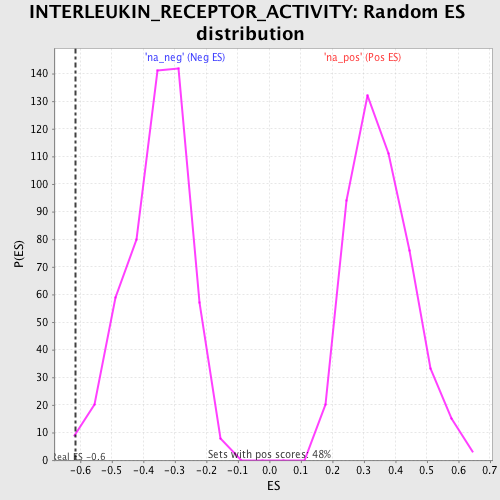 INTERLEUKIN_RECEPTOR_ACTIVITY: Random ES
distribution
'na_neg' (Neg ES)
'na_pos' (Pos ES)
140
130
120
110
100
90
80
70
60
50
40
30
20
10
0
P(ES)
Real ES -0.6
Sets with pos scores: 48%
-0.6 -0.5 -0.4 -0.3 -0.2 -0.1 0.0 0.1 0.2 0.3 0.4 0.5 0.6 0.7
ES